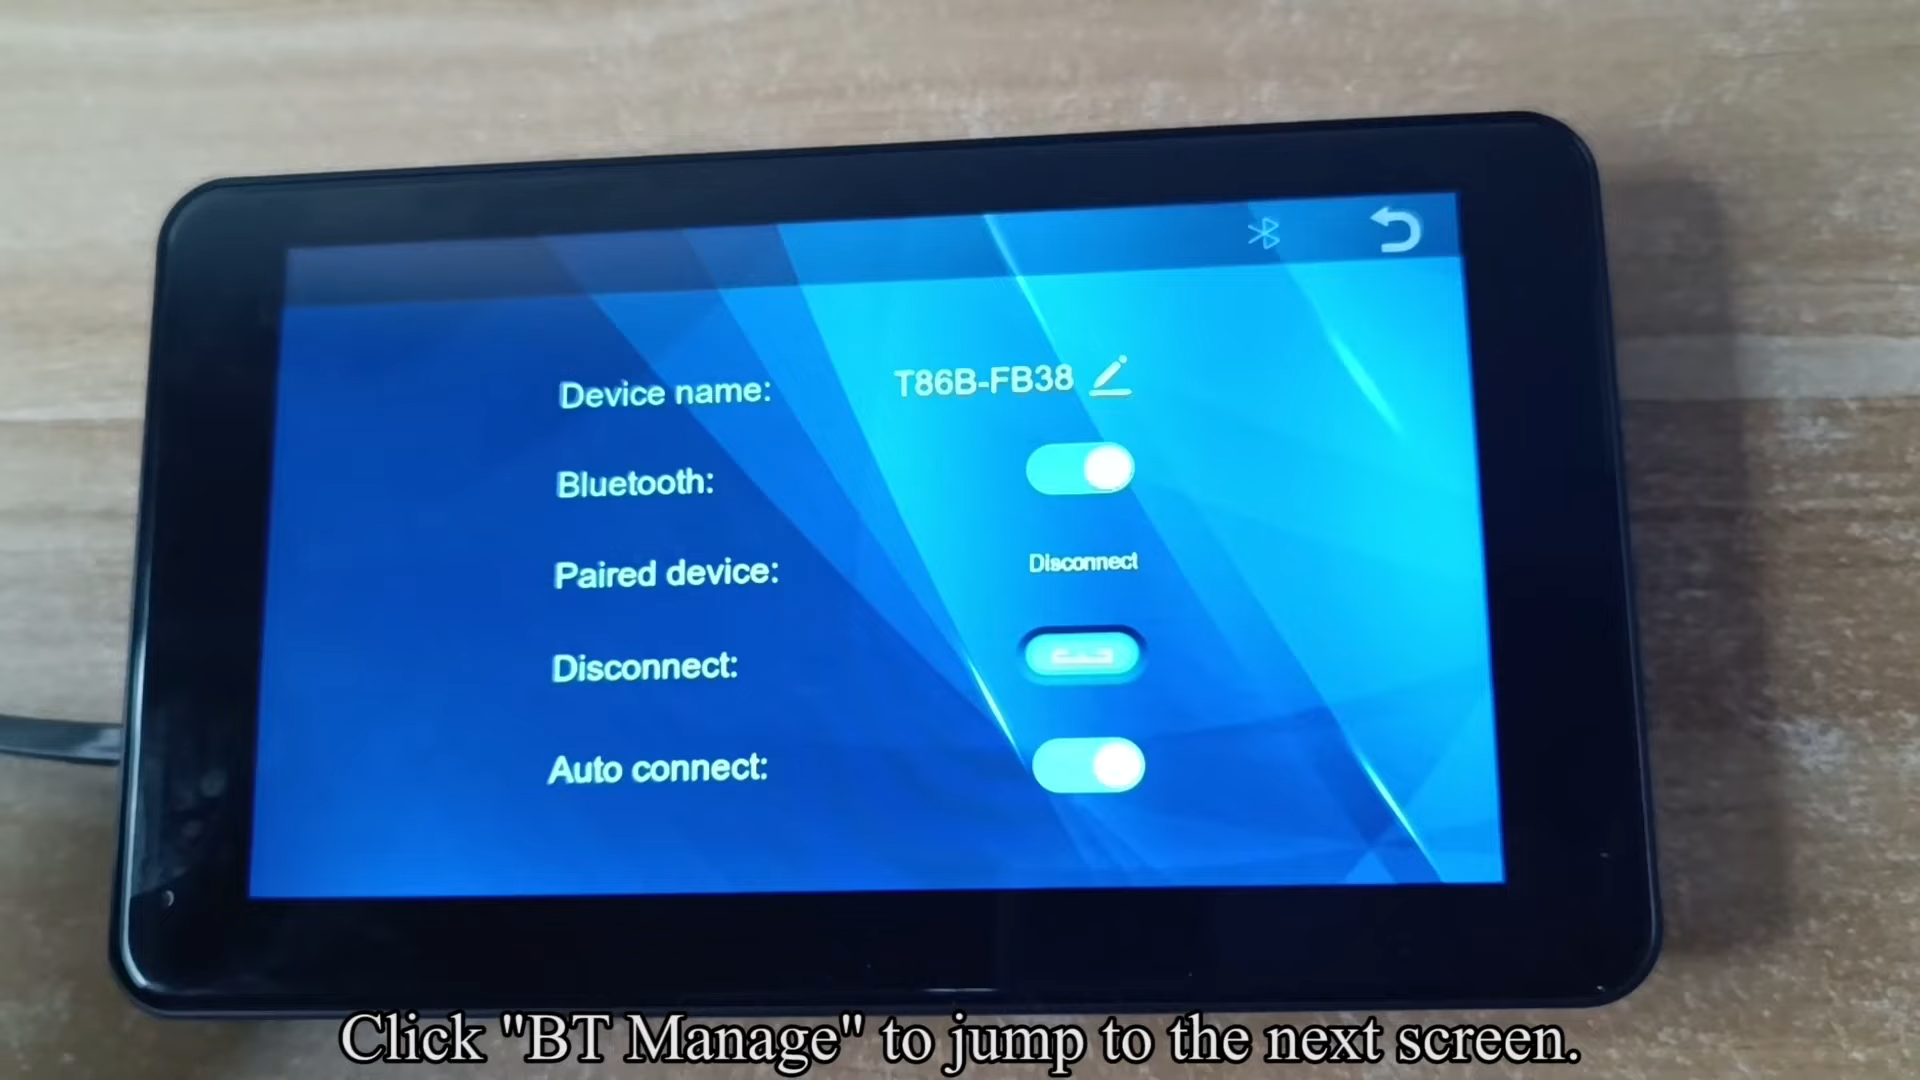 Device name: T86B-FB38
Bluetooth:
Paired device: Disconnect
Disconnect:
Auto connect:
Click "BT Manage" to jump to the next screen.